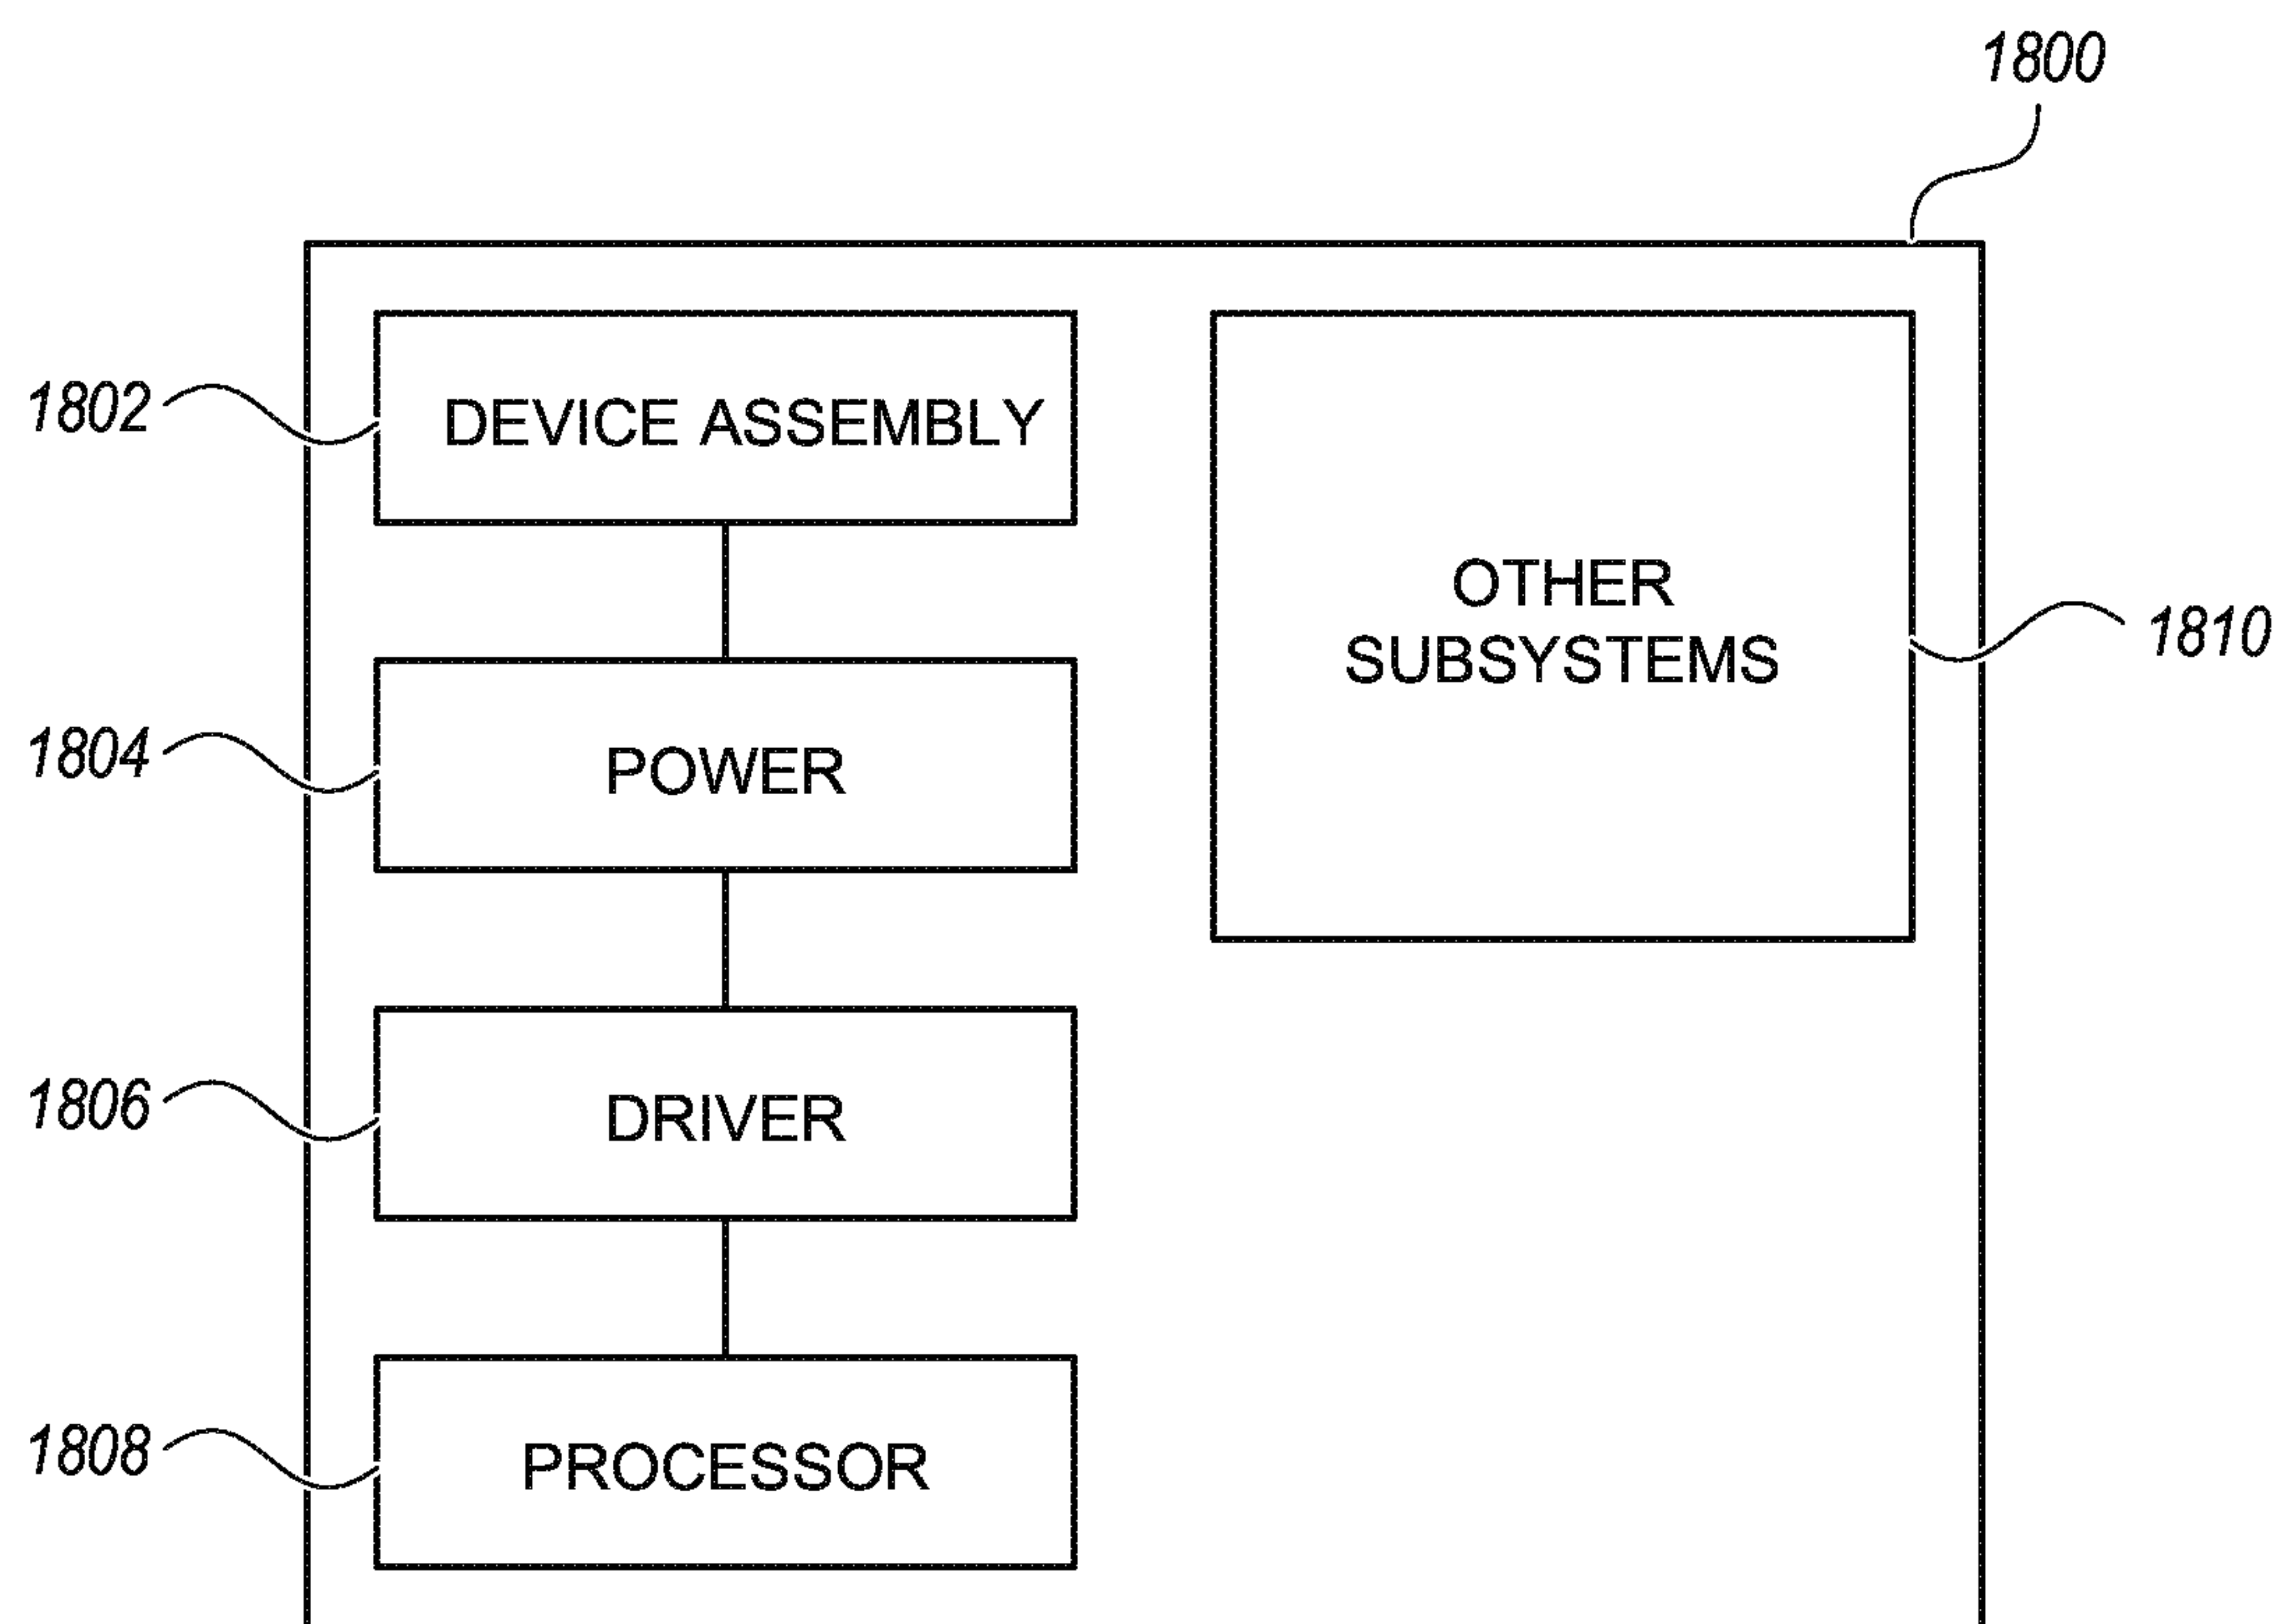 1800
1802
DEVICE ASSEMBLY
OTHER
SUBSYSTEMS
1810
1804
POWER
1806
DRIVER
1808
PROCESSOR